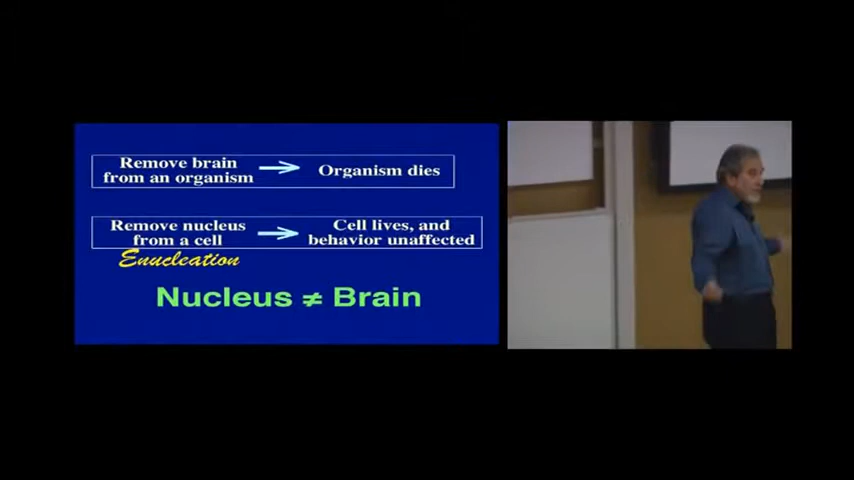 Remove brain
from an organism
Organism dies
Remove nucleus
from a cell
Cell lives, and
behavior unaffected
Enucleation
Nucleus ≠ Brain